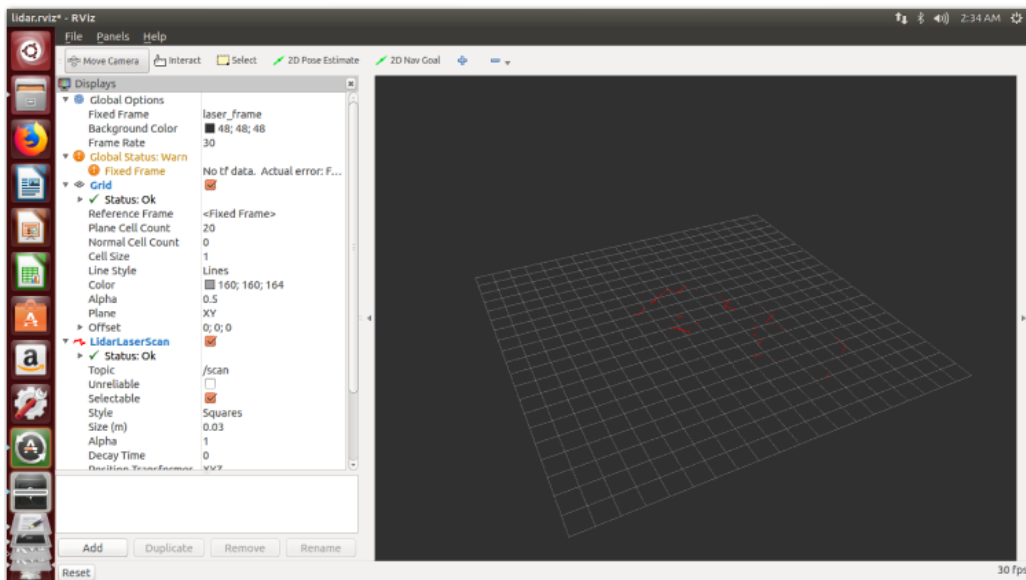 lidar.rviz* - RViz
2:34 AM
File Panels Help
Move Camera Interact Select 2D Pose Estimate 2D Nav Goal
Displays
Global Options
Fixed Frame laser_frame
Background Color 48; 48; 48
Frame Rate 30
Global Status: Warn
Fixed Frame No tf data. Actual error: F...
Grid
Status: Ok
Reference Frame <Fixed Frame>
Plane Cell Count 20
Normal Cell Count 0
Cell Size 1
Line Style Lines
Color 160; 160; 164
Alpha 0.5
Plane XY
Offset 0; 0; 0
LidarLaserScan
Status: Ok
Topic /scan
Unreliable
Selectable
Style Squares
Size (m) 0.03
Alpha 1
Decay Time 0
Position Transformer XYZ
Add Duplicate Remove Rename
Reset
30 fps